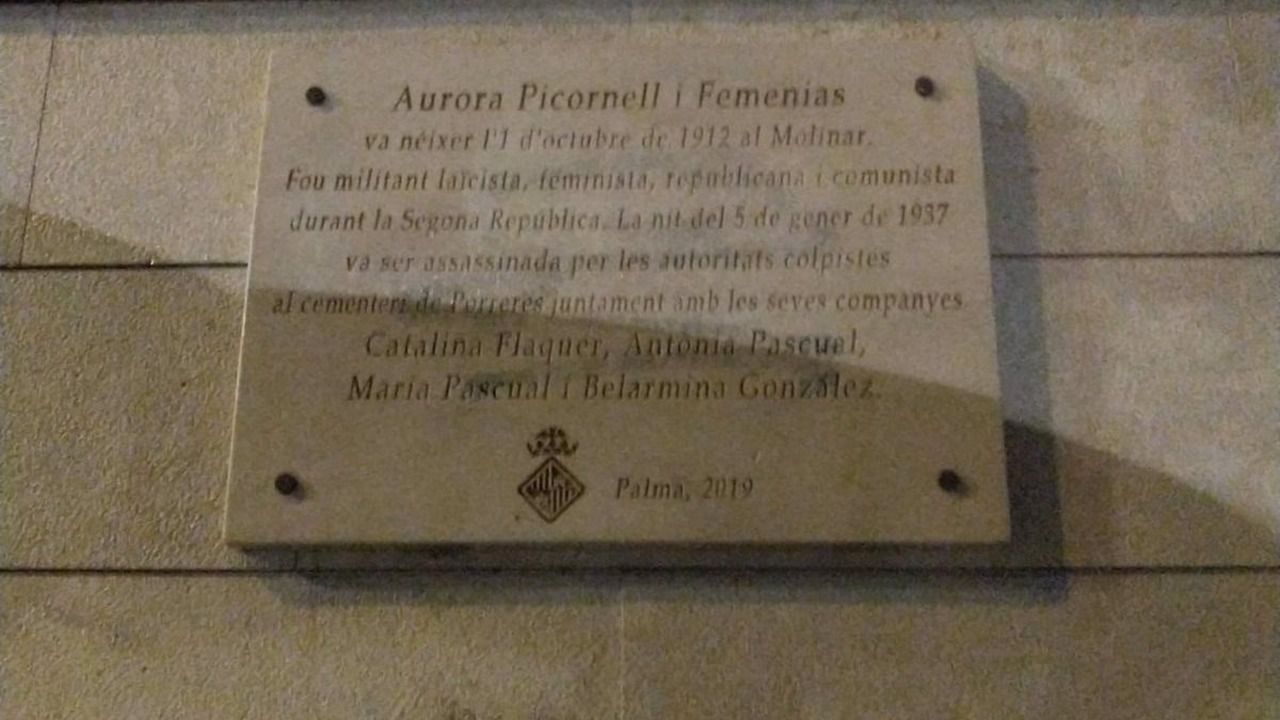 Aurora Picornell i Femenias
va néixer l'1 d'octubre de 1912 al Molinar.
Fou militant laïcista, feminista, republicana i comunista
durant la Segona República. La nit del 5 de gener de 1937
va ser assassinada per les autoritats colpistes
al cementeri de Porreres juntament amb les seves companyes
Catalina Flaquer, Antònia Pascual,
Maria Pascual i Belarmina González.
Palma, 2019